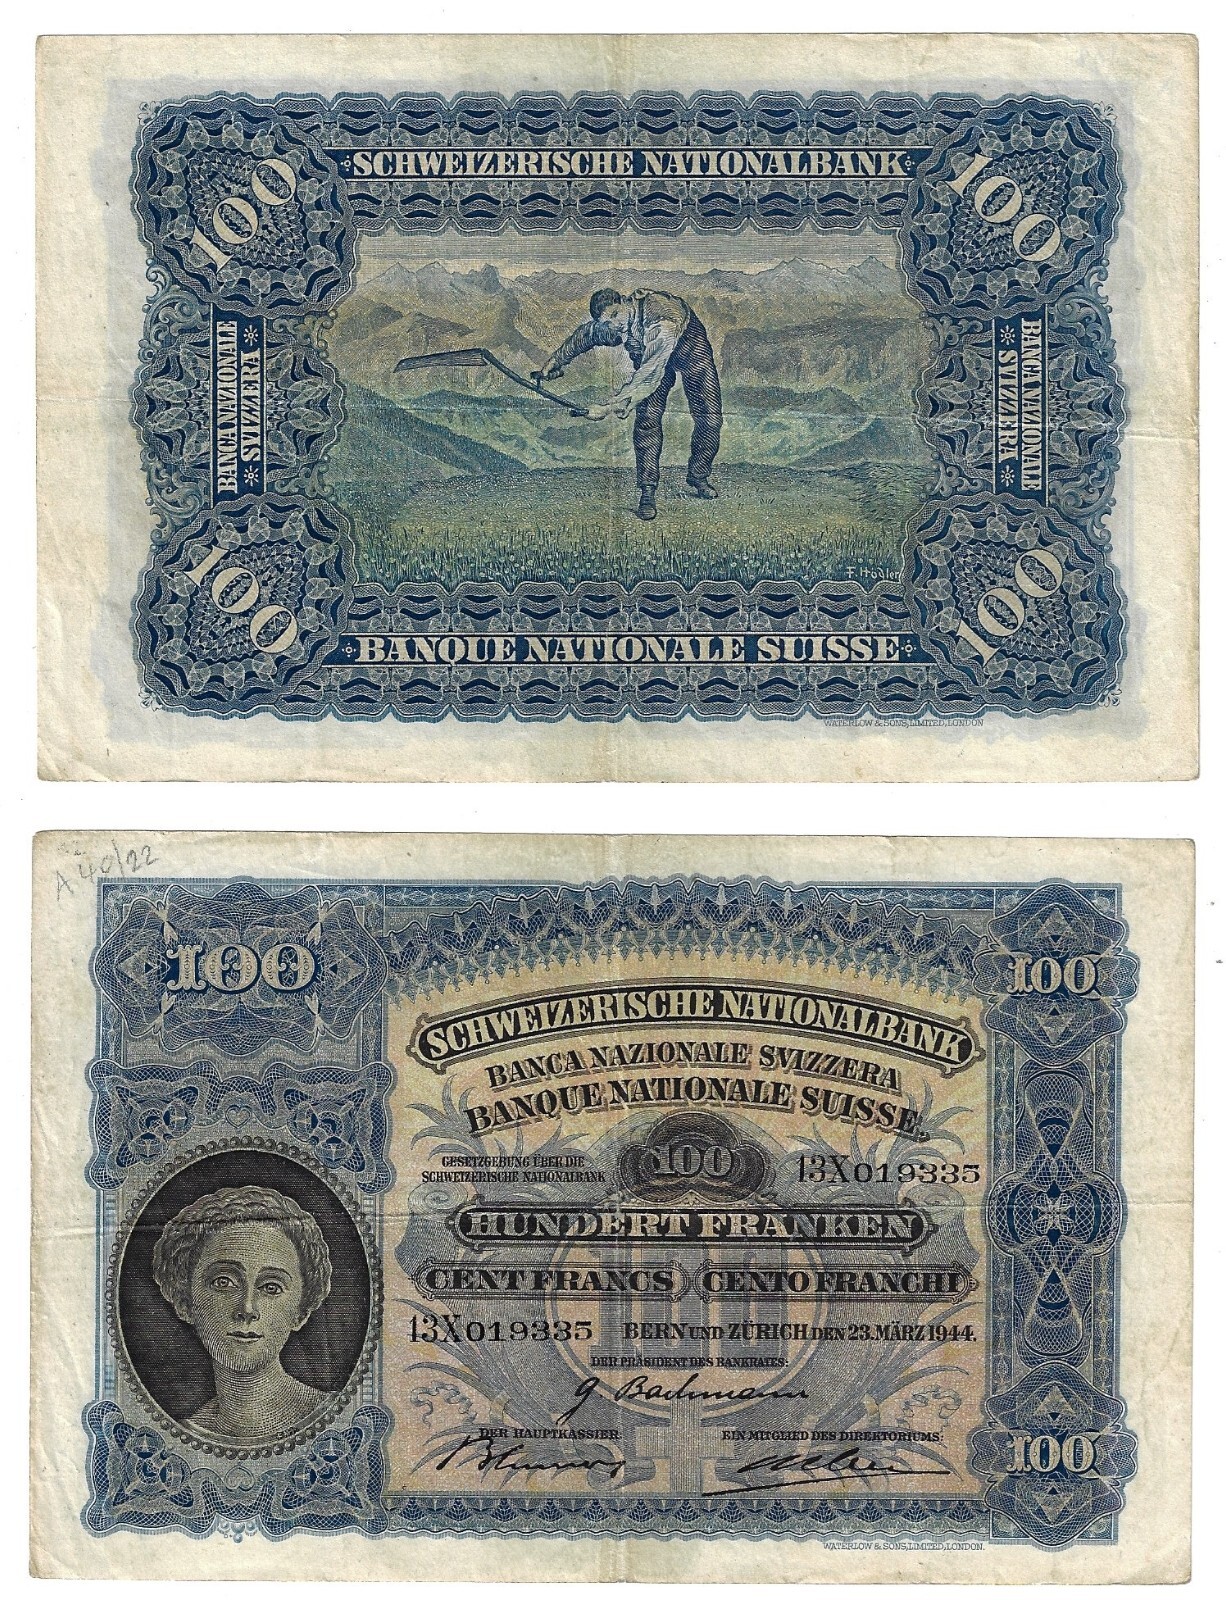 100
SCHWEIZERISCHE NATIONALBANK
100
BANCA NAZIONALE
SVIZZERA
BANCA NAZIONALE
SVIZZERA
F. Hodler
100
BANQUE NATIONALE SUISSE
100
WATERLOW & SONS, LIMITED, LONDON
A 40/22
100
100
SCHWEIZERISCHE NATIONALBANK
BANCA NAZIONALE SVIZZERA
BANQUE NATIONALE SUISSE.
GESETZGEBUNG ÜBER DIE
SCHWEIZERISCHE NATIONALBANK
100
13X019335
HUNDERT FRANKEN
100
CENT FRANCS CENTO FRANCHI
13X019335 BERN UND ZÜRICH DEN 23. MÄRZ 1944.
DER PRÄSIDENT DES BANKRATES:
G Bachmann
DER HAUPTKASSIER: EIN MITGLIED DES DIREKTORIUMS:
100
WATERLOW & SONS, LIMITED, LONDON.